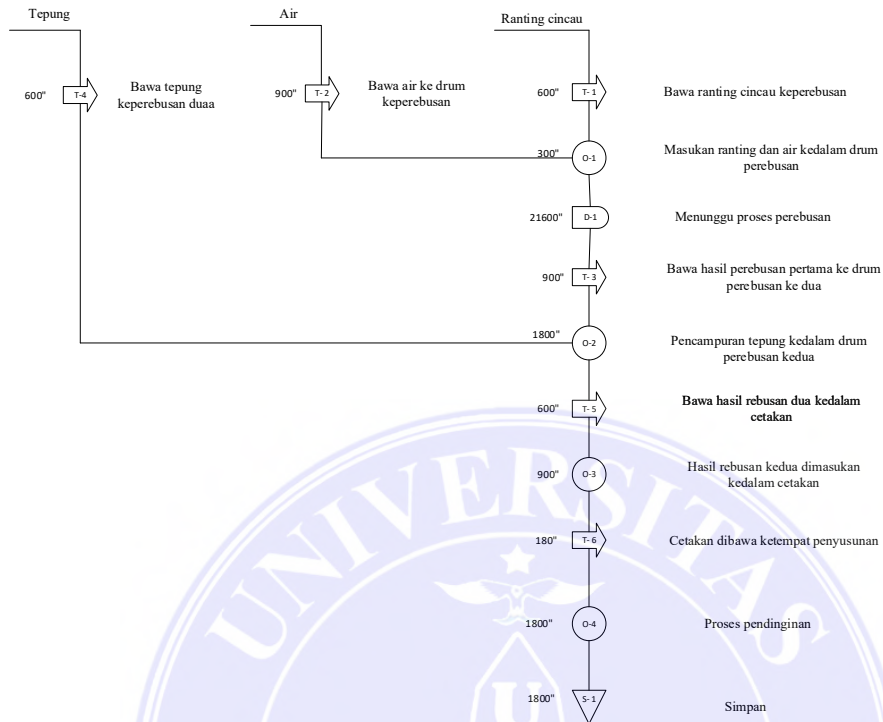 Tepung
Air
Ranting cincau
600"
T-4
Bawa tepung
keperebusan duaa
900"
T- 2
Bawa air ke drum
keperebusan
600"
T- 1
Bawa ranting cincau keperebusan
300"
O-1
Masukan ranting dan air kedalam drum
perebusan
21600"
D-1
Menunggu proses perebusan
900"
T- 3
Bawa hasil perebusan pertama ke drum
perebusan ke dua
1800"
O-2
Pencampuran tepung kedalam drum
perebusan kedua
600"
T- 5
Bawa hasil rebusan dua kedalam
cetakan
900"
O-3
Hasil rebusan kedua dimasukan
kedalam cetakan
180"
T- 6
Cetakan dibawa ketempat penyusunan
1800"
O-4
Proses pendinginan
1800"
S- 1
Simpan
UNIVERSITAS
U